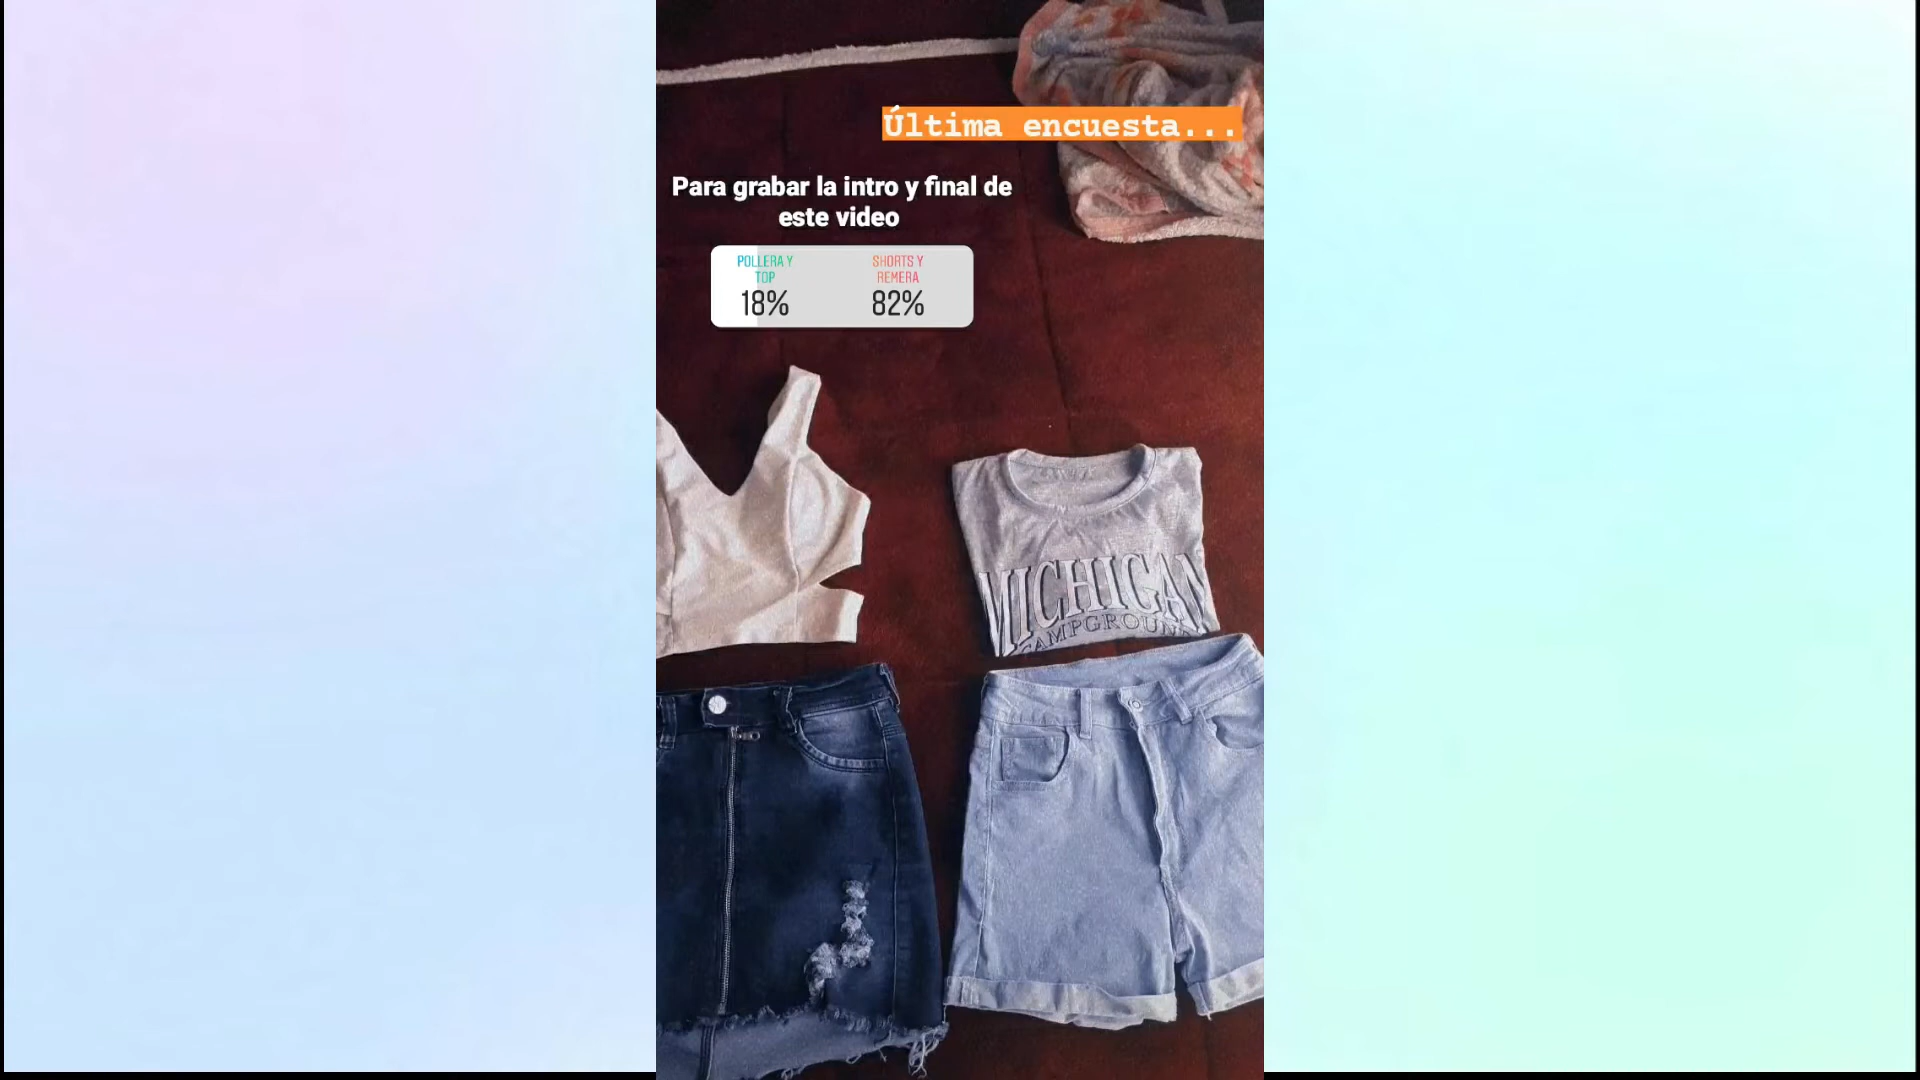 Última encuesta...
Para grabar la intro y final de
este video
POLLERA Y
TOP
18%
SHORTS Y
REMERA
82%
MICHIGAN
CAMPGROUND